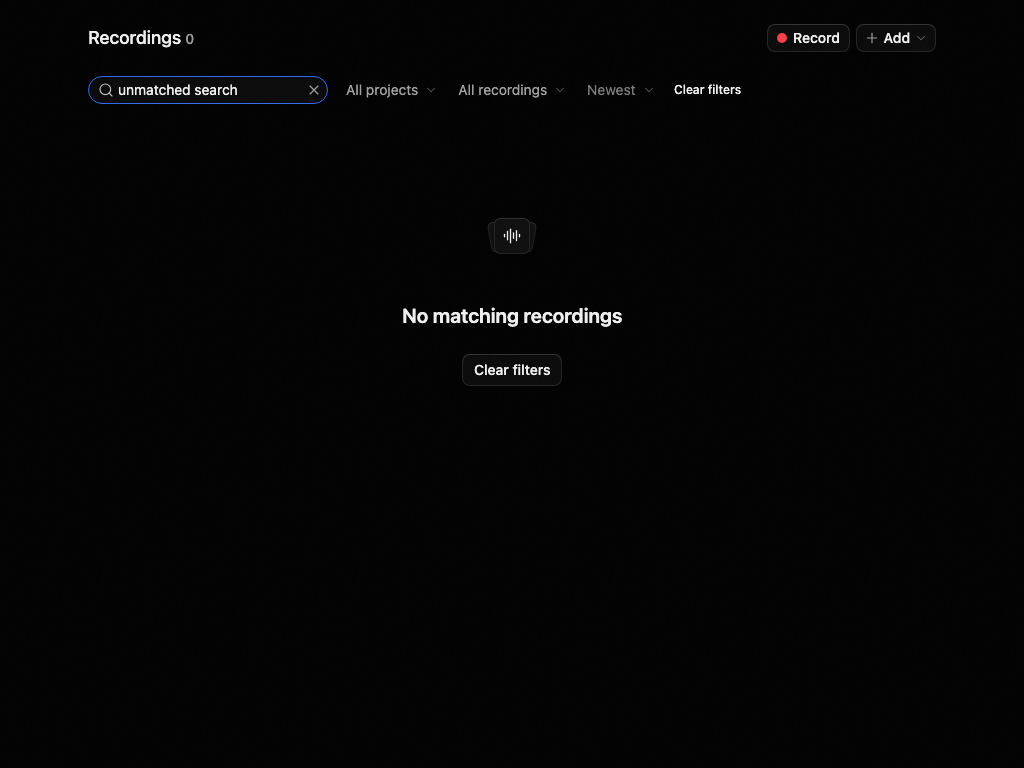 Recordings 0
Record
Add
unmatched search
All projects
All recordings
Newest
Clear filters
No matching recordings
Clear filters